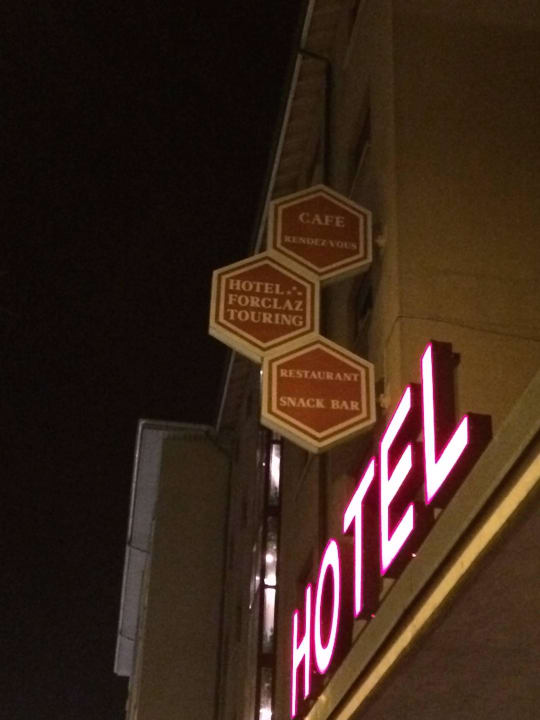 CAFE
RENDEZ-VOUS
HOTEL
FORCLAZ
TOURING
RESTAURANT
SNACK BAR
HOTEL